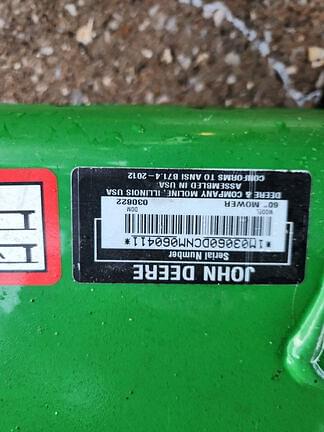 JOHN DEERE
Serial Number
*1M03060DCNM060411*
MODEL DOM
60" MOWER 030822
DEERE & COMPANY MOLINE, ILLINOIS USA
ASSEMBLED IN USA
CONFORMS TO ANSI B71.4-2012